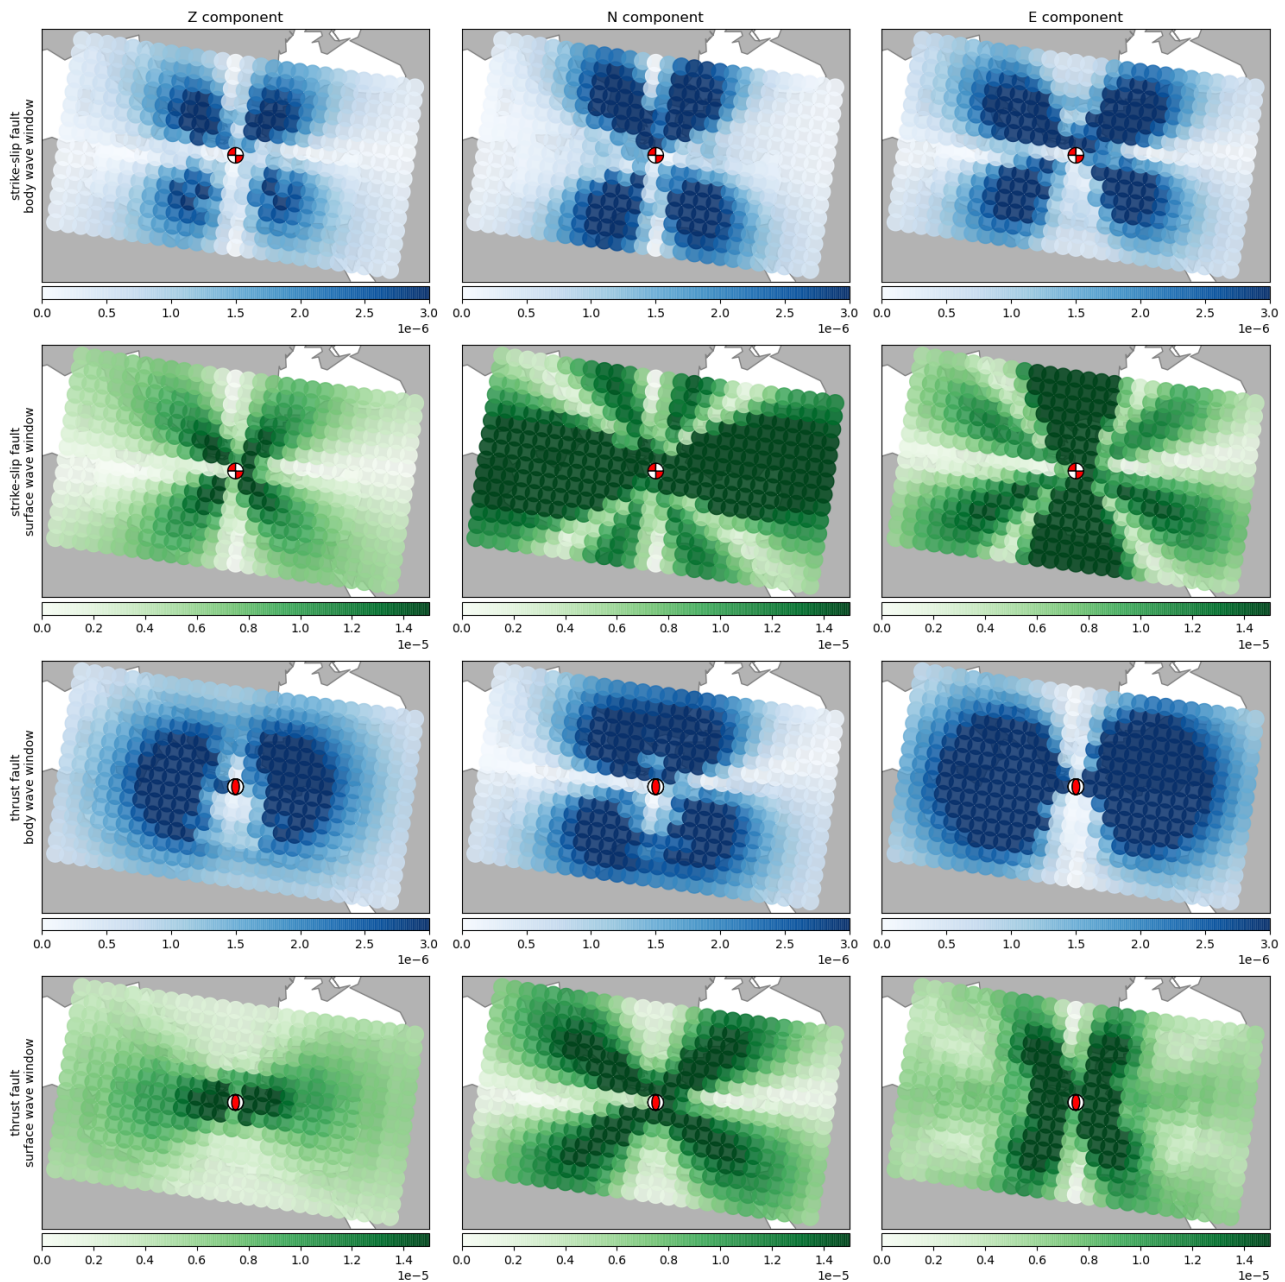 Z component
N component
E component
strike-slip fault
body wave window
0.0 0.5 1.0 1.5 2.0 2.5 3.0
1e−6
0.0 0.5 1.0 1.5 2.0 2.5 3.0
1e−6
0.0 0.5 1.0 1.5 2.0 2.5 3.0
1e−6
strike-slip fault
surface wave window
0.0 0.2 0.4 0.6 0.8 1.0 1.2 1.4
1e−5
0.0 0.2 0.4 0.6 0.8 1.0 1.2 1.4
1e−5
0.0 0.2 0.4 0.6 0.8 1.0 1.2 1.4
1e−5
thrust fault
body wave window
0.0 0.5 1.0 1.5 2.0 2.5 3.0
1e−6
0.0 0.5 1.0 1.5 2.0 2.5 3.0
1e−6
0.0 0.5 1.0 1.5 2.0 2.5 3.0
1e−6
thrust fault
surface wave window
0.0 0.2 0.4 0.6 0.8 1.0 1.2 1.4
1e−5
0.0 0.2 0.4 0.6 0.8 1.0 1.2 1.4
1e−5
0.0 0.2 0.4 0.6 0.8 1.0 1.2 1.4
1e−5